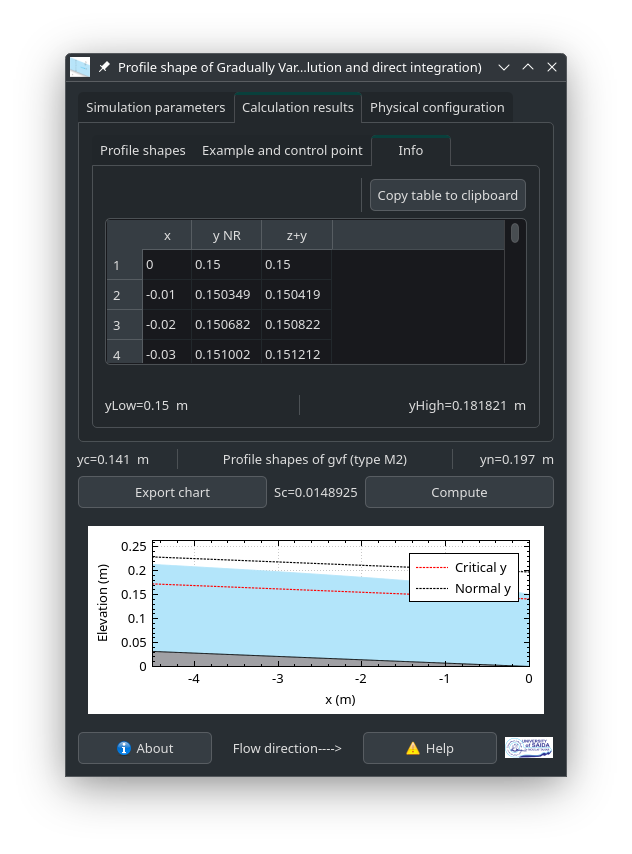 Profile shape of Gradually Var...lution and direct integration)
Simulation parameters Calculation results Physical configuration
Profile shapes Example and control point Info
Copy table to clipboard
x y NR z+y
1 0 0.15 0.15
2 -0.01 0.150349 0.150419
3 -0.02 0.150682 0.150822
4 -0.03 0.151002 0.151212
yLow=0.15 m yHigh=0.181821 m
yc=0.141 m Profile shapes of gvf (type M2) yn=0.197 m
Export chart Sc=0.0148925 Compute
0.25
0.2
0.15
0.1
0.05
0
Elevation (m)
Critical y
Normal y
-4 -3 -2 -1 0
x (m)
About Flow direction----> Help
UNIVERSITY
of SAIDA